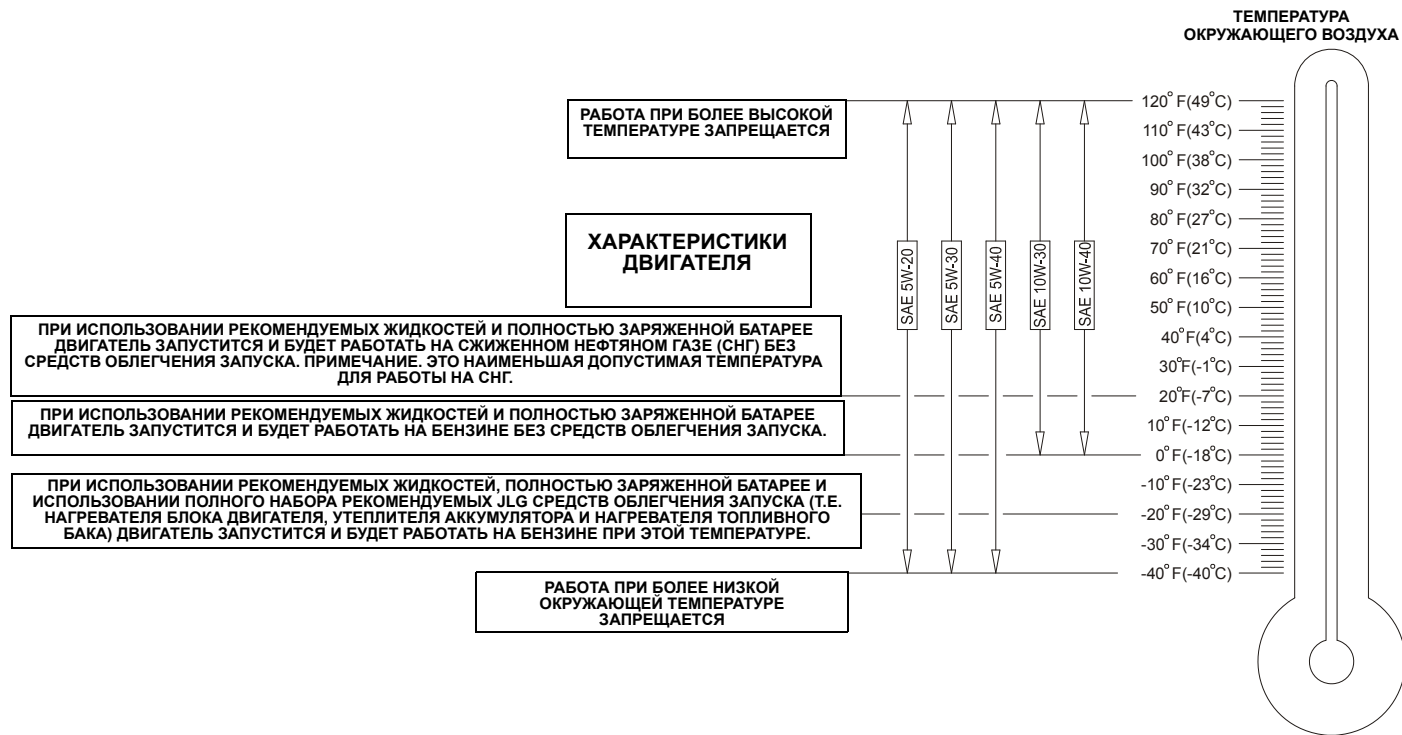 ТЕМПЕРАТУРА
ОКРУЖАЮЩЕГО ВОЗДУХА
РАБОТА ПРИ БОЛЕЕ ВЫСОКОЙ
ТЕМПЕРАТУРЕ ЗАПРЕЩАЕТСЯ
ХАРАКТЕРИСТИКИ
ДВИГАТЕЛЯ
ПРИ ИСПОЛЬЗОВАНИИ РЕКОМЕНДУЕМЫХ ЖИДКОСТЕЙ И ПОЛНОСТЬЮ ЗАРЯЖЕННОЙ БАТАРЕЕ
ДВИГАТЕЛЬ ЗАПУСТИТСЯ И БУДЕТ РАБОТАТЬ НА СЖИЖЕННОМ НЕФТЯНОМ ГАЗЕ (СНГ) БЕЗ
СРЕДСТВ ОБЛЕГЧЕНИЯ ЗАПУСКА. ПРИМЕЧАНИЕ. ЭТО НАИМЕНЬШАЯ ДОПУСТИМАЯ ТЕМПЕРАТУРА
ДЛЯ РАБОТЫ НА СНГ.
ПРИ ИСПОЛЬЗОВАНИИ РЕКОМЕНДУЕМЫХ ЖИДКОСТЕЙ И ПОЛНОСТЬЮ ЗАРЯЖЕННОЙ БАТАРЕЕ
ДВИГАТЕЛЬ ЗАПУСТИТСЯ И БУДЕТ РАБОТАТЬ НА БЕНЗИНЕ БЕЗ СРЕДСТВ ОБЛЕГЧЕНИЯ ЗАПУСКА.
ПРИ ИСПОЛЬЗОВАНИИ РЕКОМЕНДУЕМЫХ ЖИДКОСТЕЙ, ПОЛНОСТЬЮ ЗАРЯЖЕННОЙ БАТАРЕЕ И
ИСПОЛЬЗОВАНИИ ПОЛНОГО НАБОРА РЕКОМЕНДУЕМЫХ JLG СРЕДСТВ ОБЛЕГЧЕНИЯ ЗАПУСКА (Т.Е.
НАГРЕВАТЕЛЯ БЛОКА ДВИГАТЕЛЯ, УТЕПЛИТЕЛЯ АККУМУЛЯТОРА И НАГРЕВАТЕЛЯ ТОПЛИВНОГО
БАКА) ДВИГАТЕЛЬ ЗАПУСТИТСЯ И БУДЕТ РАБОТАТЬ НА БЕНЗИНЕ ПРИ ЭТОЙ ТЕМПЕРАТУРЕ.
РАБОТА ПРИ БОЛЕЕ НИЗКОЙ
ОКРУЖАЮЩЕЙ ТЕМПЕРАТУРЕ
ЗАПРЕЩАЕТСЯ
SAE 5W-20
SAE 5W-30
SAE 5W-40
SAE 10W-30
SAE 10W-40
120° F(49°C)
110° F(43°C)
100° F(38°C)
90° F(32°C)
80° F(27°C)
70° F(21°C)
60° F(16°C)
50° F(10°C)
40°F(4°C)
30°F(-1°C)
20°F(-7°C)
10°F(-12°C)
0° F(-18°C)
-10° F(-23°C)
-20° F(-29°C)
-30° F(-34°C)
-40° F(-40°C)